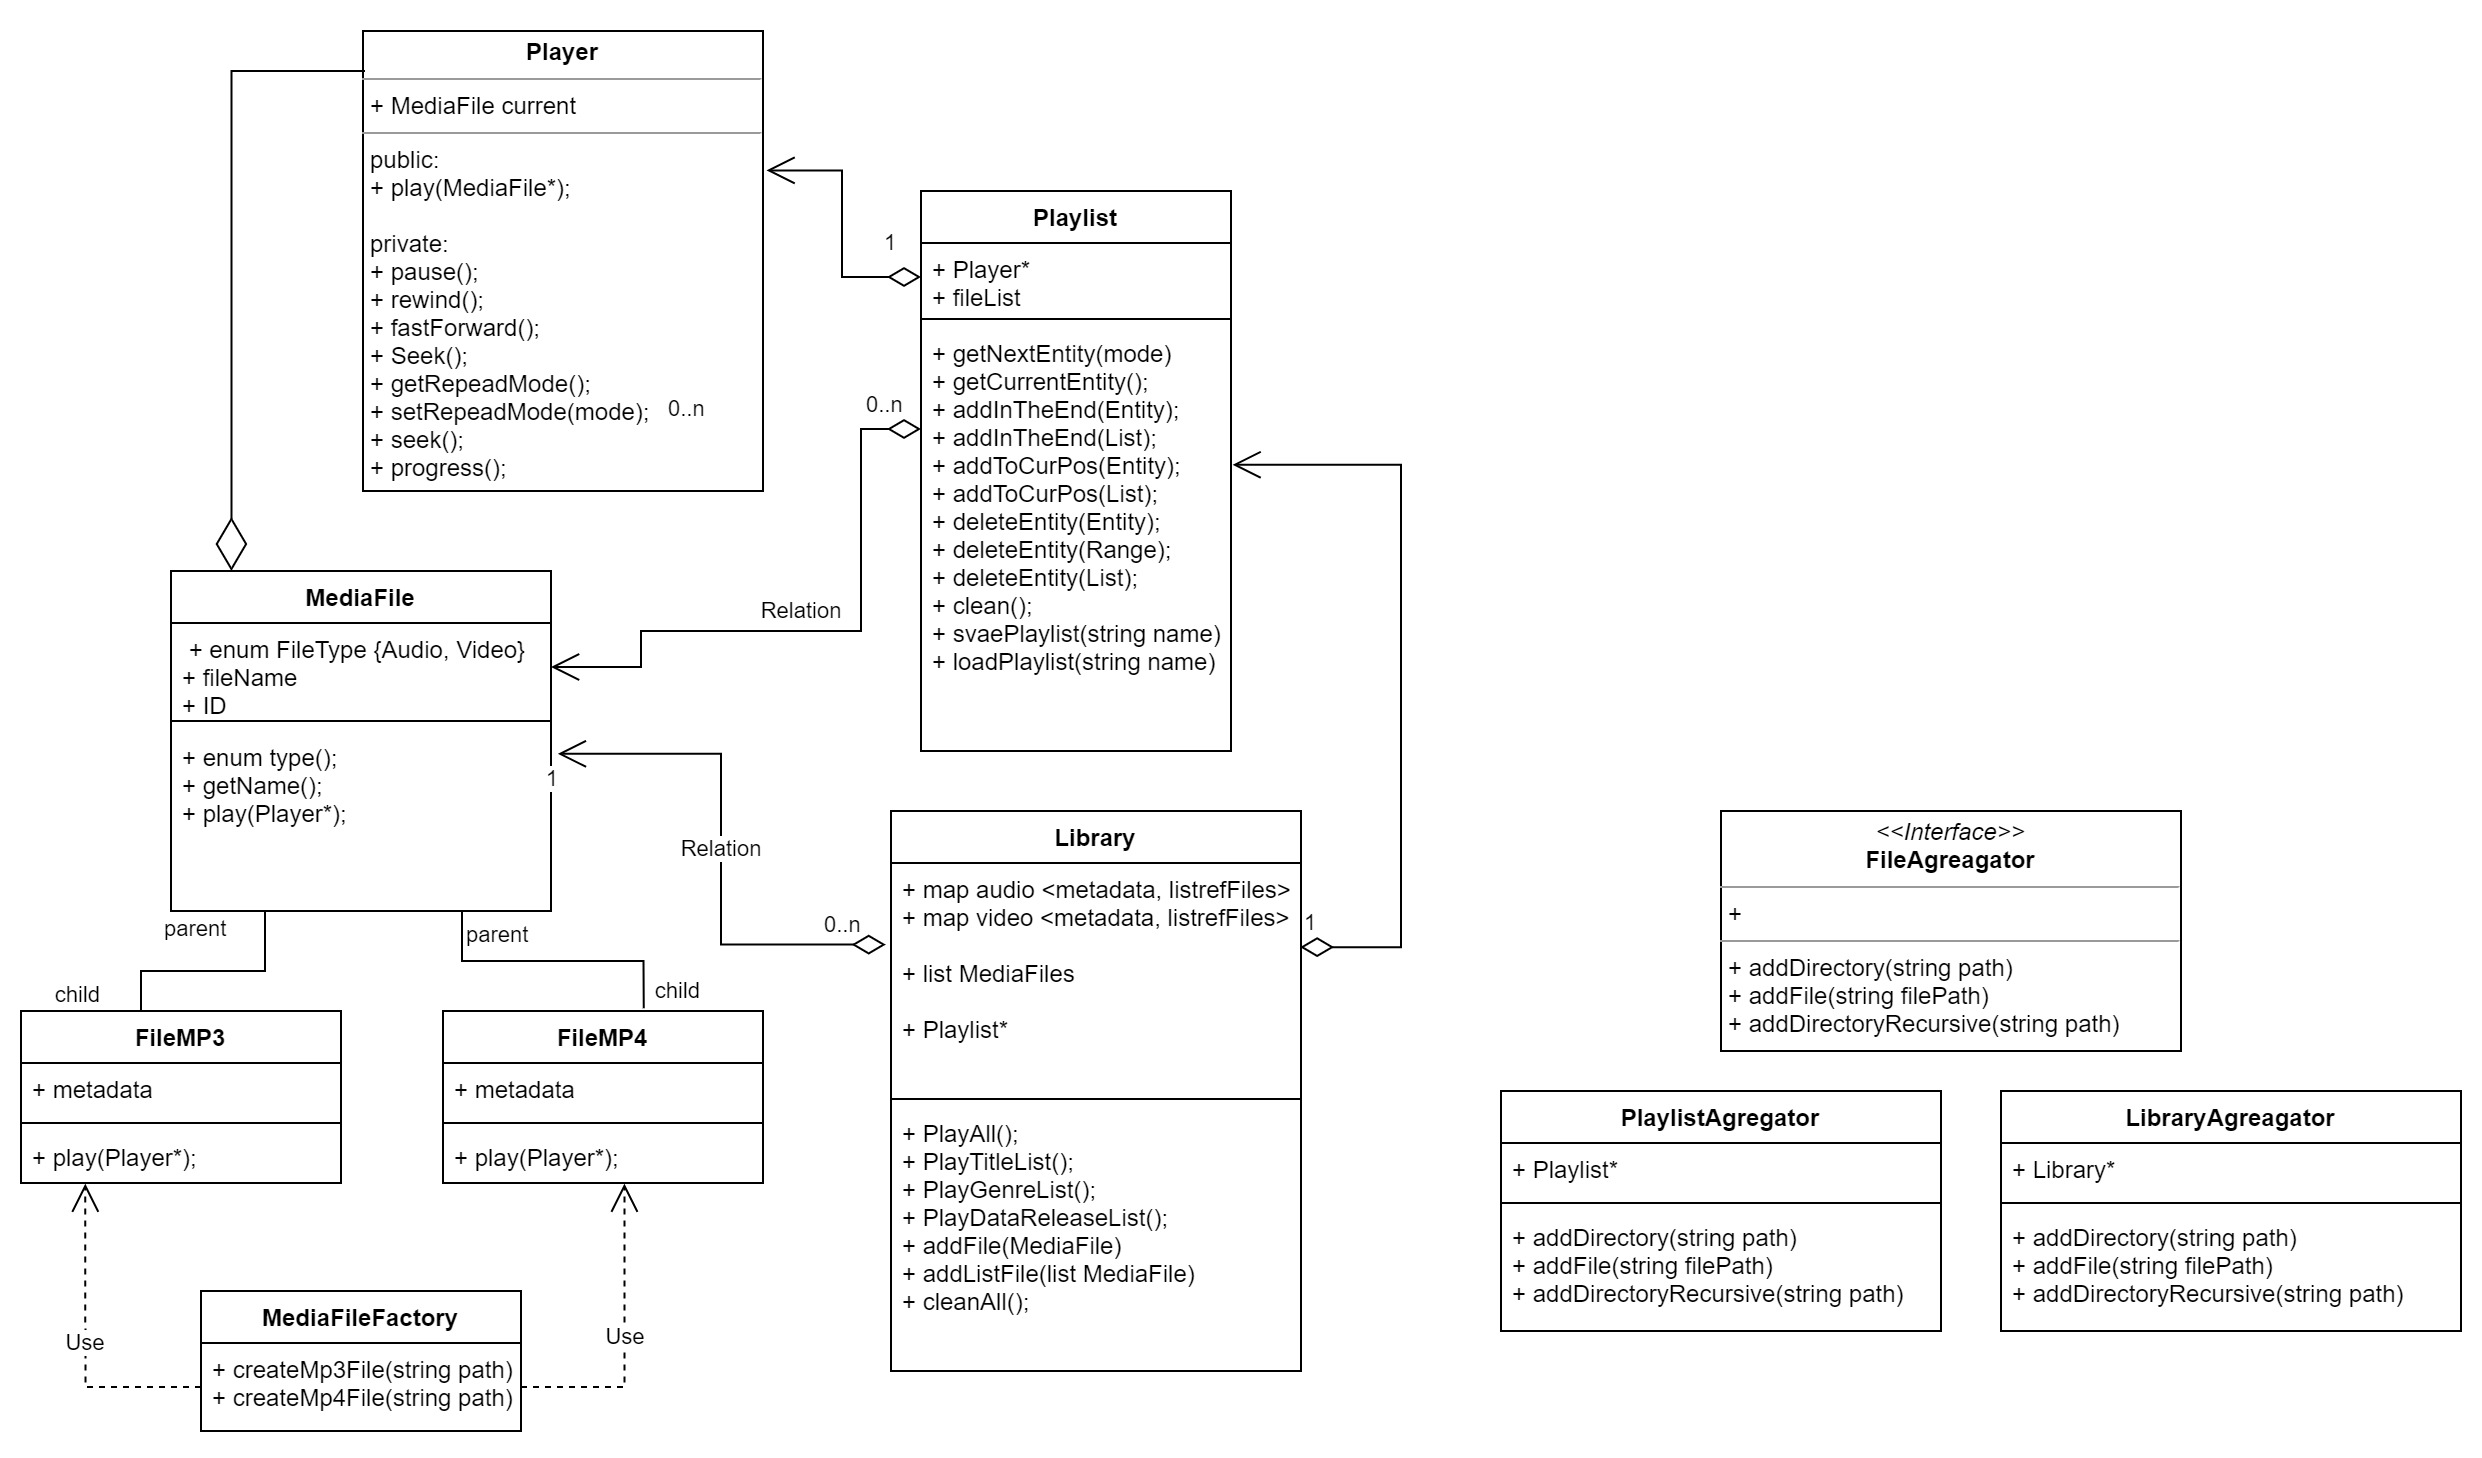 Player
+ MediaFile current
public:
+ play(MediaFile*);
private:
+ pause();
+ rewind();
+ fastForward();
+ Seek();
+ getRepeadMode();
+ setRepeadMode(mode);
0..n
+ seek();
+ progress();
1
0..n
Playlist
+ Player*
+ fileList
+ getNextEntity(mode)
+ getCurrentEntity();
+ addInTheEnd(Entity);
+ addInTheEnd(List);
+ addToCurPos(Entity);
+ addToCurPos(List);
+ deleteEntity(Entity);
+ deleteEntity(Range);
+ deleteEntity(List);
+ clean();
+ svaePlaylist(string name)
+ loadPlaylist(string name)
Relation
MediaFile
+ enum FileType {Audio, Video}
+ fileName
+ ID
+ enum type();
+ getName();
+ play(Player*);
1
Relation
0..n
1
Library
+ map audio <metadata, listrefFiles>
+ map video <metadata, listrefFiles>
+ list MediaFiles
+ Playlist*
+ PlayAll();
+ PlayTitleList();
+ PlayGenreList();
+ PlayDataReleaseList();
+ addFile(MediaFile)
+ addListFile(list MediaFile)
+ cleanAll();
parent
parent
child
child
FileMP3
+ metadata
+ play(Player*);
FileMP4
+ metadata
+ play(Player*);
Use
Use
MediaFileFactory
+ createMp3File(string path)
+ createMp4File(string path)
<<Interface>>
FileAgreagator
+
+ addDirectory(string path)
+ addFile(string filePath)
+ addDirectoryRecursive(string path)
PlaylistAgregator
+ Playlist*
+ addDirectory(string path)
+ addFile(string filePath)
+ addDirectoryRecursive(string path)
LibraryAgreagator
+ Library*
+ addDirectory(string path)
+ addFile(string filePath)
+ addDirectoryRecursive(string path)